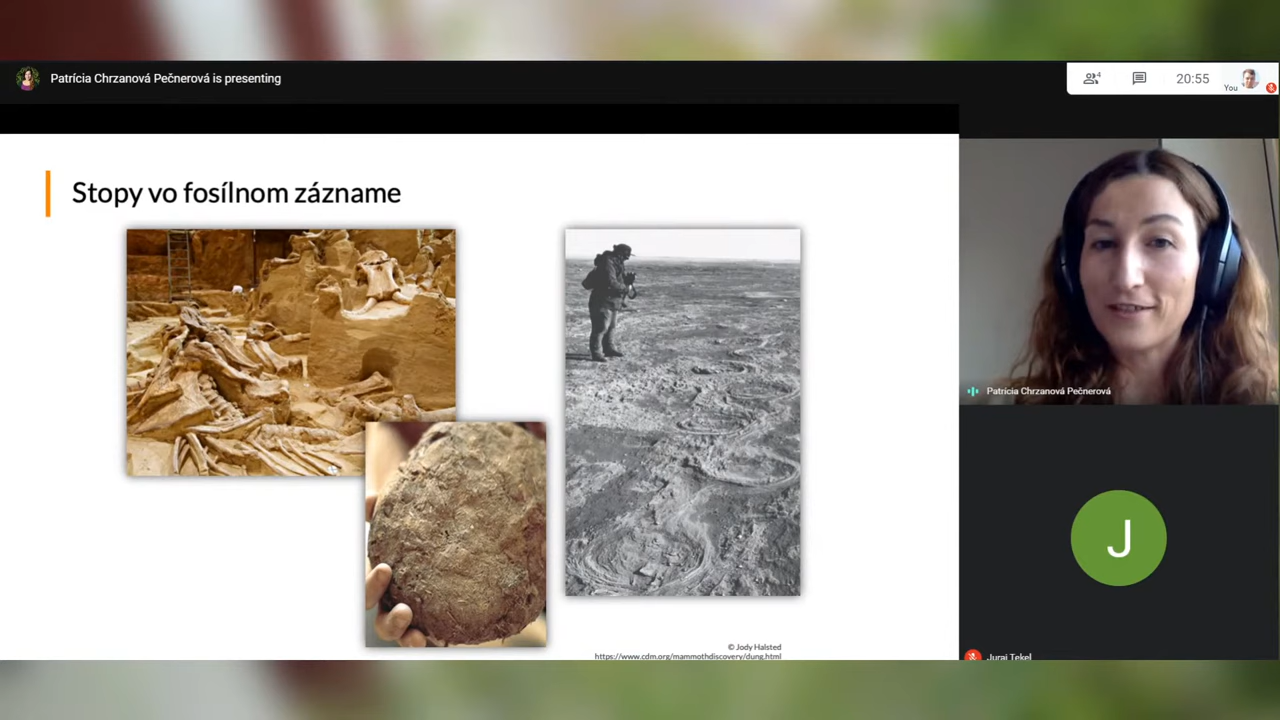 Patrícia Chrzanová Pečnerová is presenting
4
20:55
You
Stopy vo fosílnom zázname
Patrícia Chrzanová Pečnerová
J
© Jody Halsted
https://www.cdm.org/mammothdiscovery/dung.html
Juraj Tekel